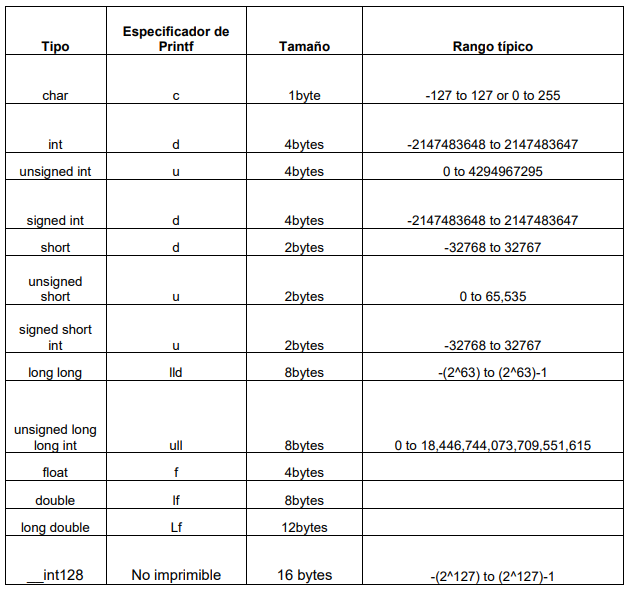 Tipo Especificador de Printf Tamaño Rango típico
char c 1byte -127 to 127 or 0 to 255
int d 4bytes -2147483648 to 2147483647
unsigned int u 4bytes 0 to 4294967295
signed int d 4bytes -2147483648 to 2147483647
short d 2bytes -32768 to 32767
unsigned short u 2bytes 0 to 65,535
signed short int u 2bytes -32768 to 32767
long long lld 8bytes -(2^63) to (2^63)-1
unsigned long long int ull 8bytes 0 to 18,446,744,073,709,551,615
float f 4bytes
double lf 8bytes
long double Lf 12bytes
__int128 No imprimible 16 bytes -(2^127) to (2^127)-1